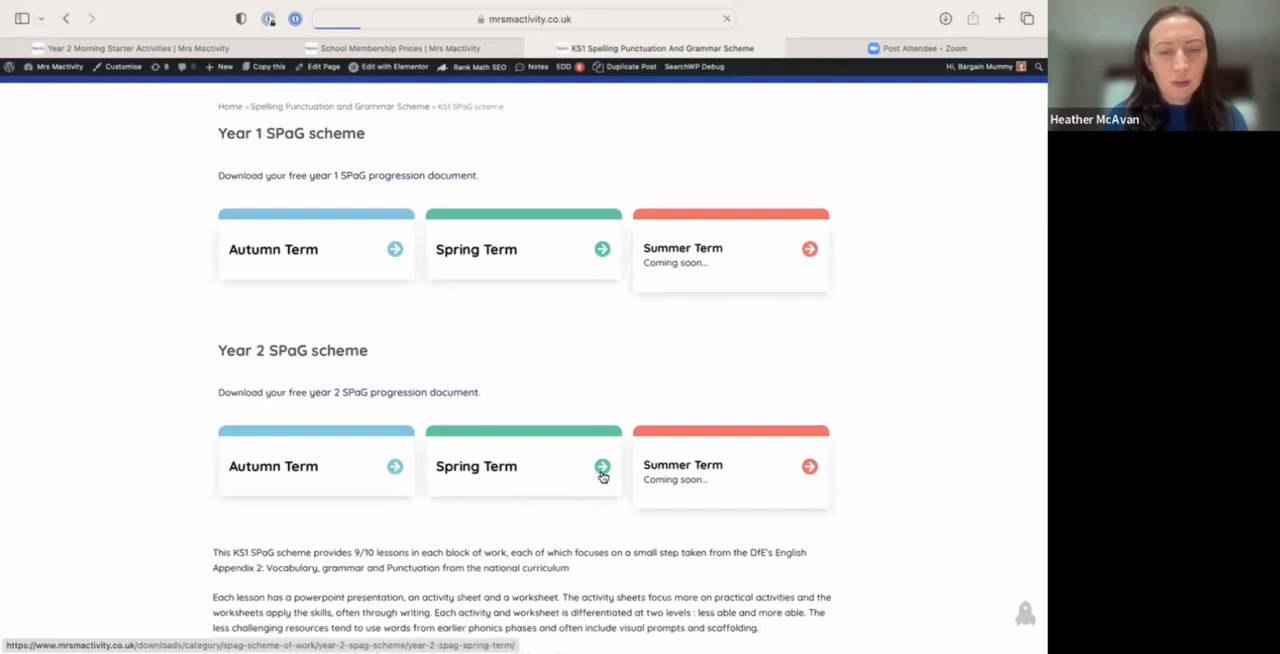 mrsmactivity.co.uk
Year 2 Morning Starter Activities | Mrs Mactivity
School Membership Prices | Mrs Mactivity
KS1 Spelling Punctuation And Grammar Scheme
Post Attendee - Zoom
Mrs Mactivity
Customise
8
0
New
Copy this
Edit Page
Edit with Elementor
Rank Math SEO
Notes
EDD 6
Duplicate Post
SearchWP Debug
Hi, Bargain Mummy
Heather McAvan
Home » Spelling Punctuation and Grammar Scheme » KS1 SPaG scheme
Year 1 SPaG scheme
Download your free year 1 SPaG progression document.
Autumn Term
Spring Term
Summer Term
Coming soon...
Year 2 SPaG scheme
Download your free year 2 SPaG progression document.
Autumn Term
Spring Term
Summer Term
Coming soon...
This KS1 SPaG scheme provides 9/10 lessons in each block of work, each of which focuses on a small step taken from the DfE's English
Appendix 2: Vocabulary, grammar and Punctuation from the national curriculum
Each lesson has a powerpoint presentation, an activity sheet and a worksheet. The activity sheets focus more on practical activities and the
worksheets apply the skills, often through writing. Each activity and worksheet is differentiated at two levels : less able and more able. The
less challenging resources tend to use words from earlier phonics phases and often include visual prompts and scaffolding.
https://www.mrsmactivity.co.uk/downloads/category/spag-scheme-of-work/year-2-spag-scheme/year-2-spag-spring-term/